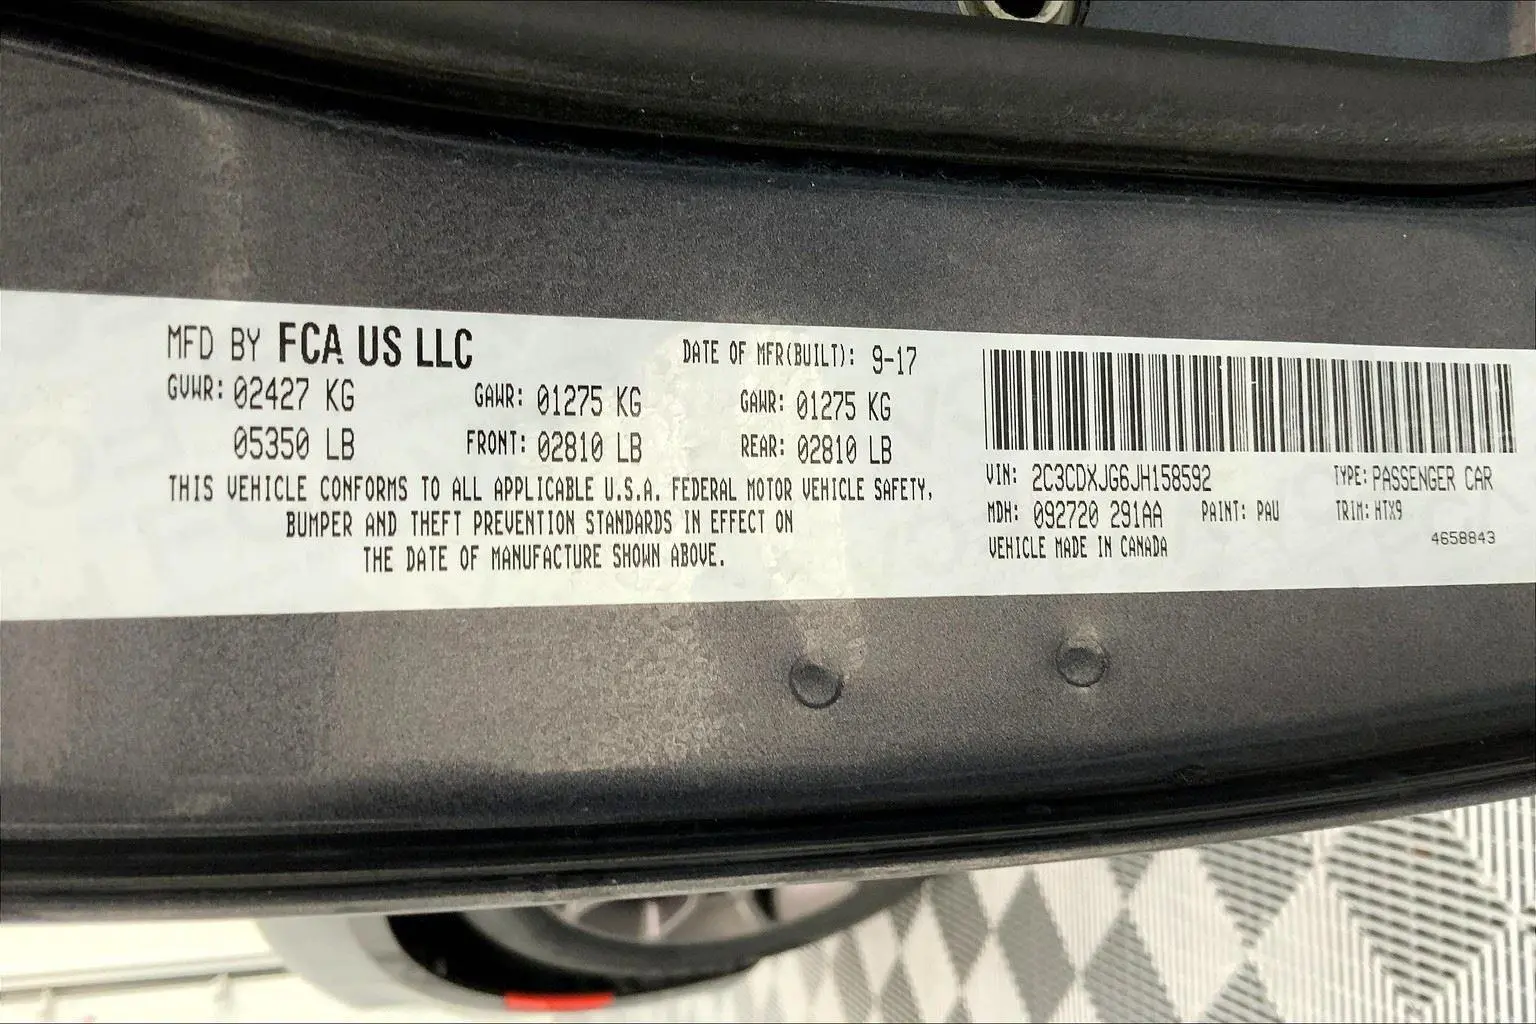 MFD BY FCA US LLC DATE OF MFR(BUILT): 9-17
GVWR: 02427 KG GAWR: 01275 KG GAWR: 01275 KG
05350 LB FRONT: 02810 LB REAR: 02810 LB
THIS VEHICLE CONFORMS TO ALL APPLICABLE U.S.A. FEDERAL MOTOR VEHICLE SAFETY,
BUMPER AND THEFT PREVENTION STANDARDS IN EFFECT ON
THE DATE OF MANUFACTURE SHOWN ABOVE.
VIN: 2C3CDXJG6JH158592 TYPE: PASSENGER CAR
MDH: 092720 291AA PAINT: PAU TRIM: HTX9
VEHICLE MADE IN CANADA 4658843